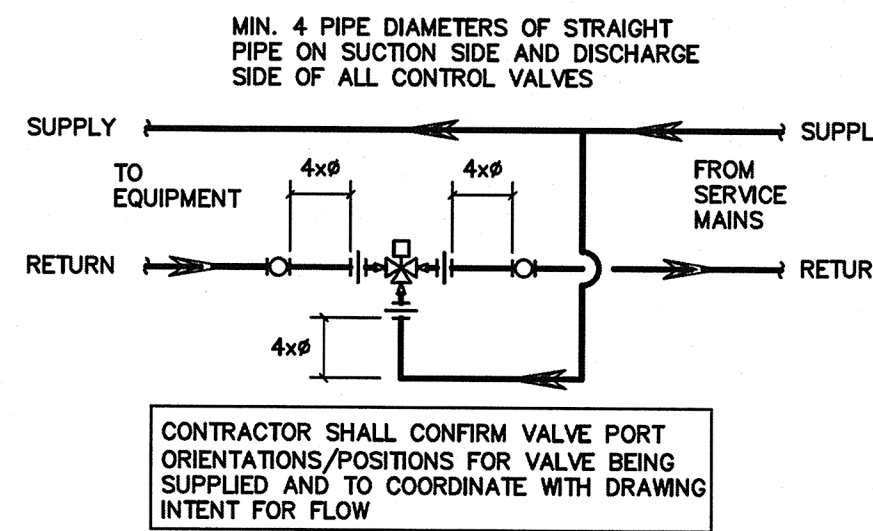 MIN. 4 PIPE DIAMETERS OF STRAIGHT
PIPE ON SUCTION SIDE AND DISCHARGE
SIDE OF ALL CONTROL VALVES
SUPPLY
SUPPL
TO
EQUIPMENT
4xø
4xø
FROM
SERVICE
MAINS
RETURN
RETUR
4xø
CONTRACTOR SHALL CONFIRM VALVE PORT
ORIENTATIONS/POSITIONS FOR VALVE BEING
SUPPLIED AND TO COORDINATE WITH DRAWING
INTENT FOR FLOW